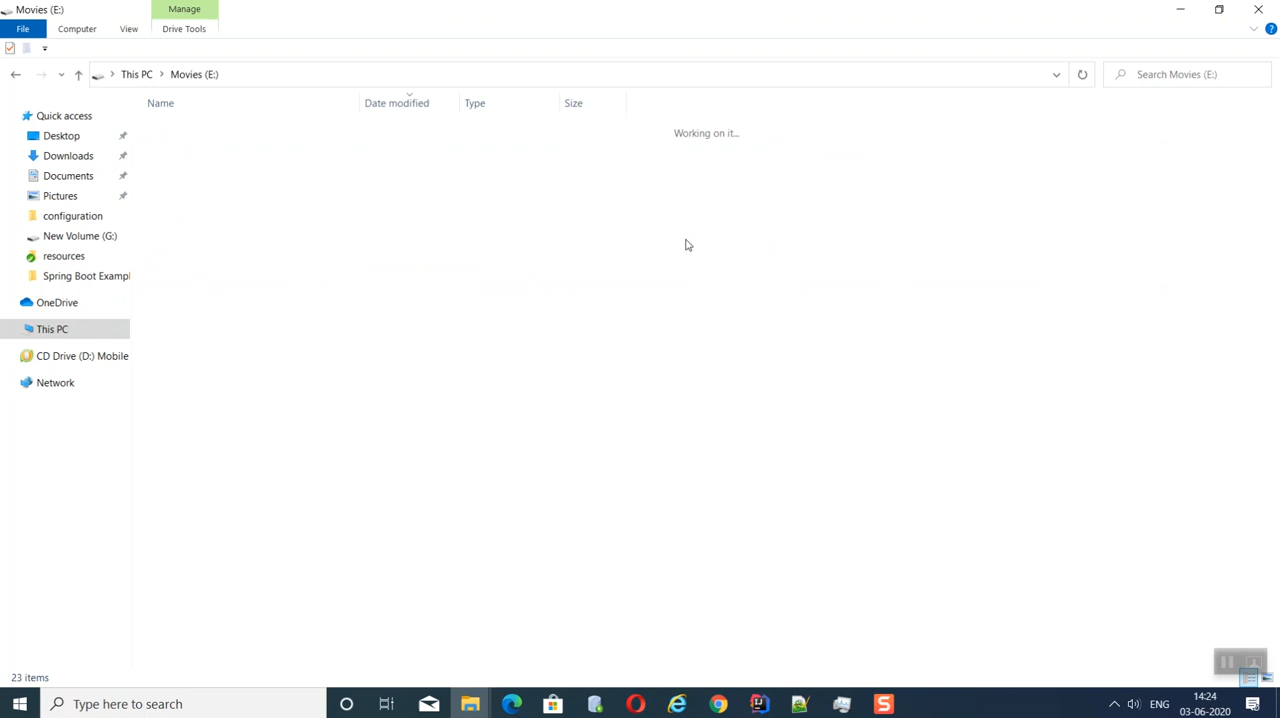 Movies (E:)
Manage
File
Computer
View
Drive Tools
This PC
Movies (E:)
Search Movies (E:)
Name
Date modified
Type
Size
Working on it...
Quick access
Desktop
Downloads
Documents
Pictures
configuration
New Volume (G:)
resources
Spring Boot Exampl
OneDrive
This PC
CD Drive (D:) Mobile
Network
23 items
Type here to search
ENG
14:24
03-06-2020